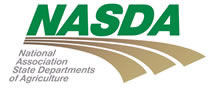 NASDA
National
Association
State Departments
of Agriculture